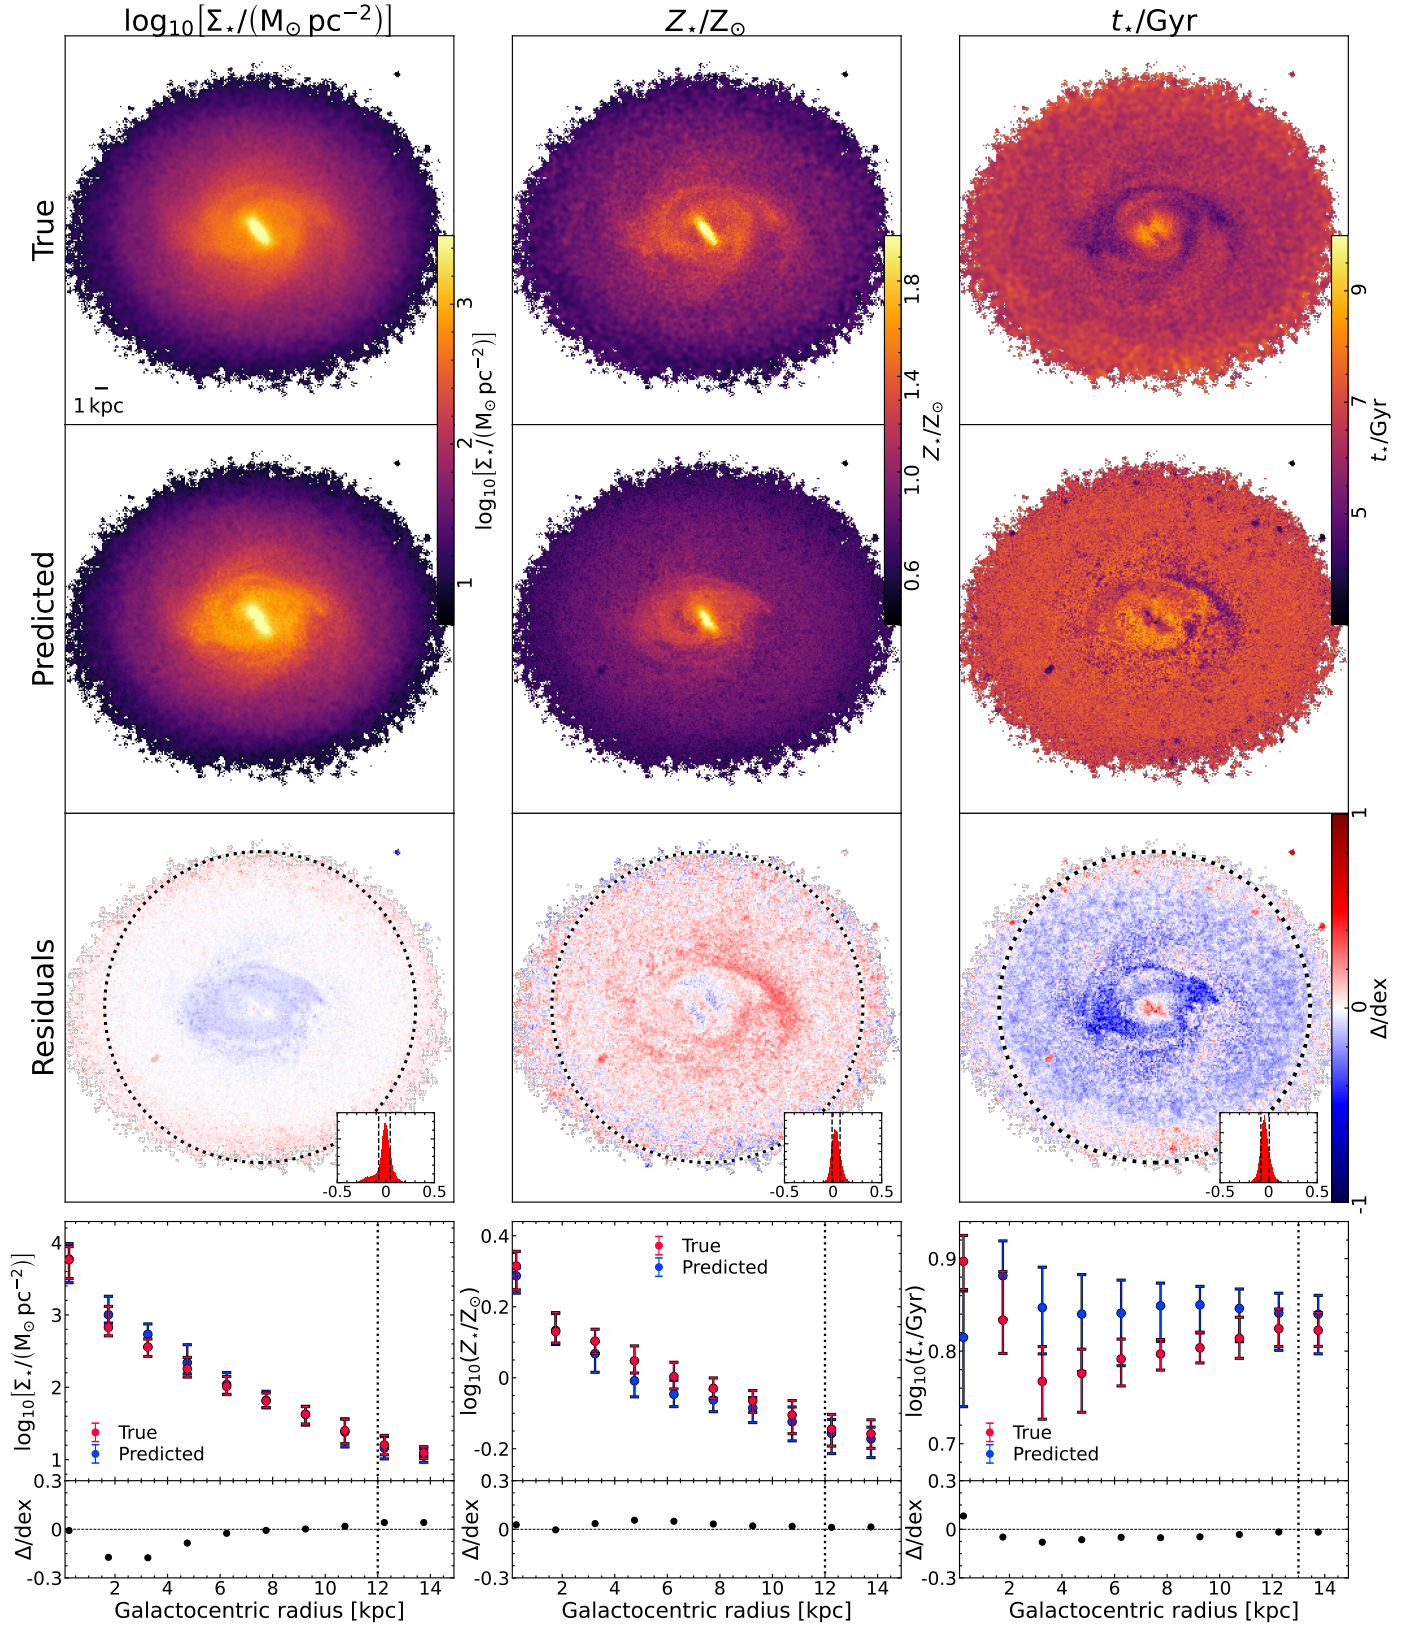 log₁₀[Σ⋆/(M⊙ pc⁻²)]
Z⋆/Z⊙
t⋆/Gyr
True
1 kpc
3
2
1
log₁₀[Σ⋆/(M⊙ pc⁻²)]
1.8
1.4
1.0
0.6
Z⋆/Z⊙
9
7
5
t⋆/Gyr
Predicted
Residuals
-0.5 0 0.5
-0.5 0 0.5
-0.5 0 0.5
1
0
-1
Δ/dex
log₁₀[Σ⋆/(M⊙ pc⁻²)]
4
3
2
1
True
Predicted
log₁₀(Z⋆/Z⊙)
0.4
0.2
0
-0.2
True
Predicted
log₁₀(t⋆/Gyr)
0.9
0.8
0.7
True
Predicted
Δ/dex
0.3
0
-0.3
2 4 6 8 10 12 14
Galactocentric radius [kpc]
Δ/dex
0.3
0
-0.3
2 4 6 8 10 12 14
Galactocentric radius [kpc]
Δ/dex
0.3
0
-0.3
2 4 6 8 10 12 14
Galactocentric radius [kpc]